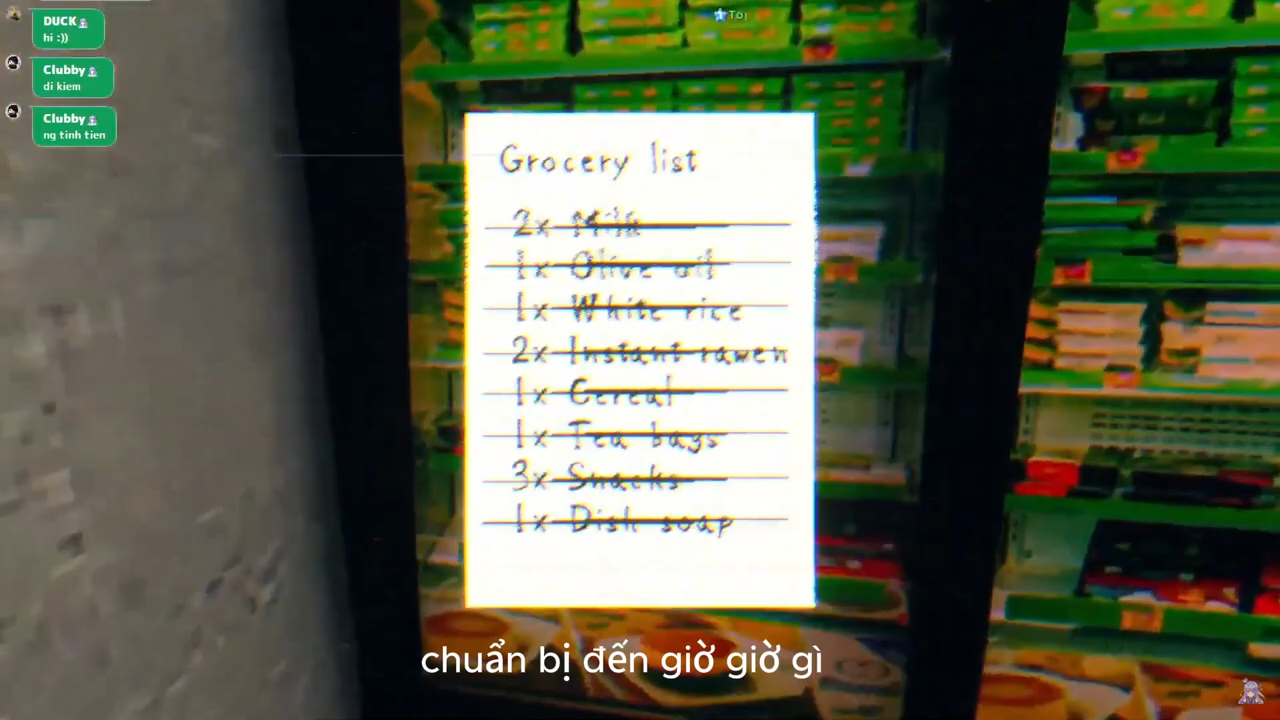 DUCK
hi :))
Clubby
di kiem
Clubby
ng tinh tien
Grocery list
2x Milk
1x Olive oil
1x White rice
2x Instant ramen
1x Cereal
1x Tea bags
3x Snacks
1x Dish soap
chuẩn bị đến giờ giờ gì